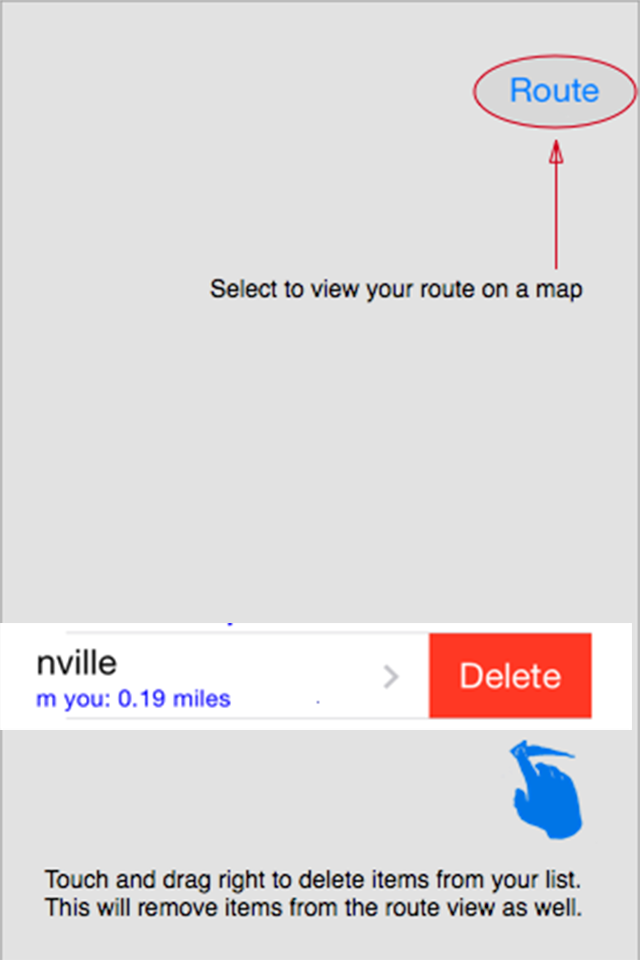 Route
Select to view your route on a map
nville
m you: 0.19 miles
Delete
Touch and drag right to delete items from your list.
This will remove items from the route view as well.